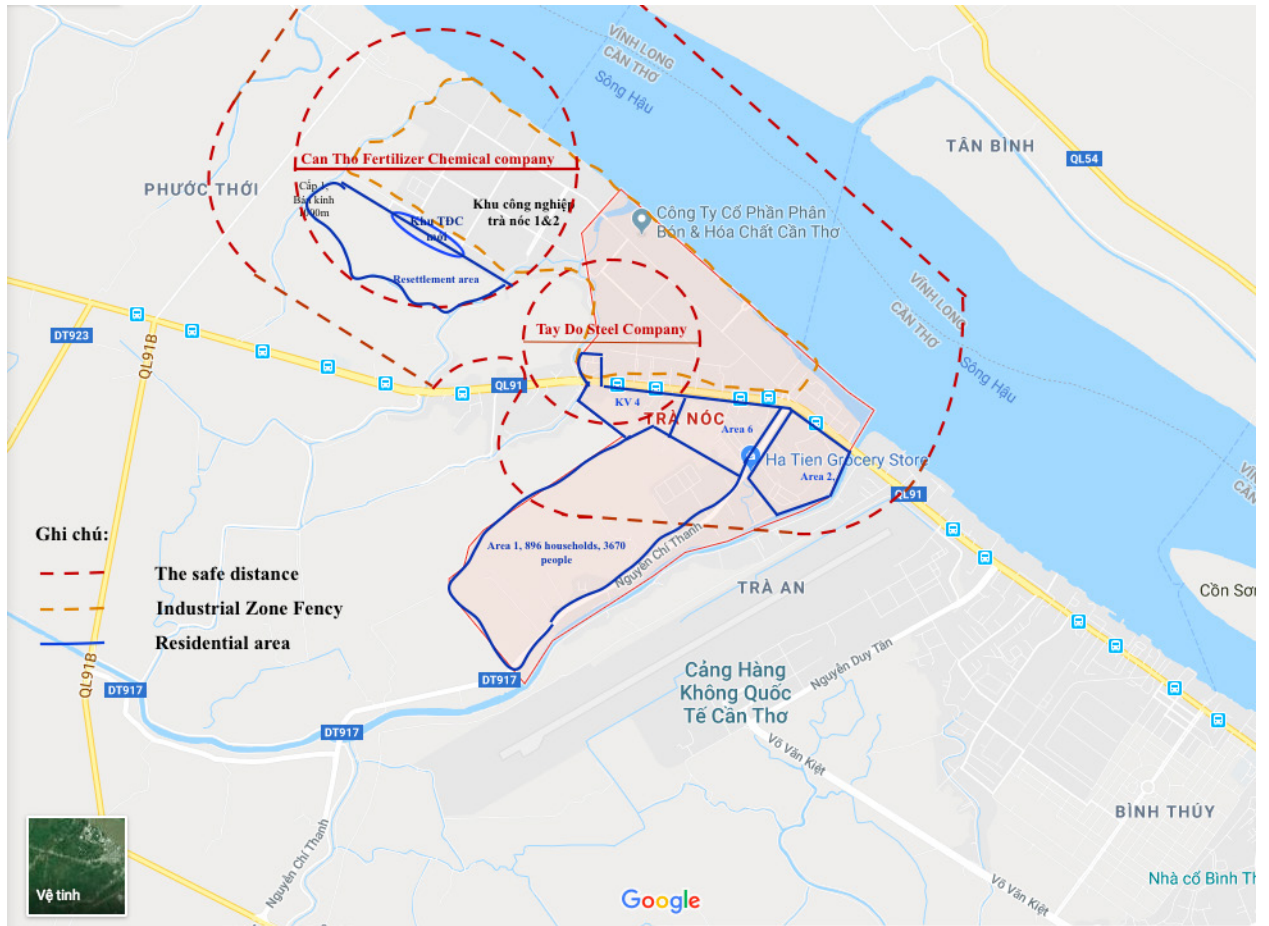 VĨNH LONG
CẦN THƠ
Sông Hậu
TÂN BÌNH
QL54
Can Tho Fertilizer Chemical company
PHƯỚC THỚI
Cấp 1,
Bán kính
1000m
Khu TĐC
mới
Khu công nghiệp
trà nóc 1&2
Công Ty Cổ Phần Phân
Bón & Hóa Chất Cần Thơ
Resettlement area
VĨNH LONG
CẦN THƠ
DT923
QL91B
Tay Do Steel Company
Sông Hậu
QL91
KV 4
TRÀ NÓC
Area 6
Ha Tien Grocery Store
Area 2,
QL91
Ghi chú:
The safe distance
Industrial Zone Fency
Residential area
Area 1, 896 households, 3670
people
Nguyễn Chí Thanh
TRÀ AN
Cồn Sơn
QL91B
DT917
DT917
DT917
Cảng Hàng
Không Quốc
Tế Cần Thơ
Nguyễn Duy Tân
Võ Văn Kiệt
BÌNH THỦY
Nguyễn Chí Thanh
Võ Văn Kiệt
Nhà cổ Bình Th
Vệ tinh
Google